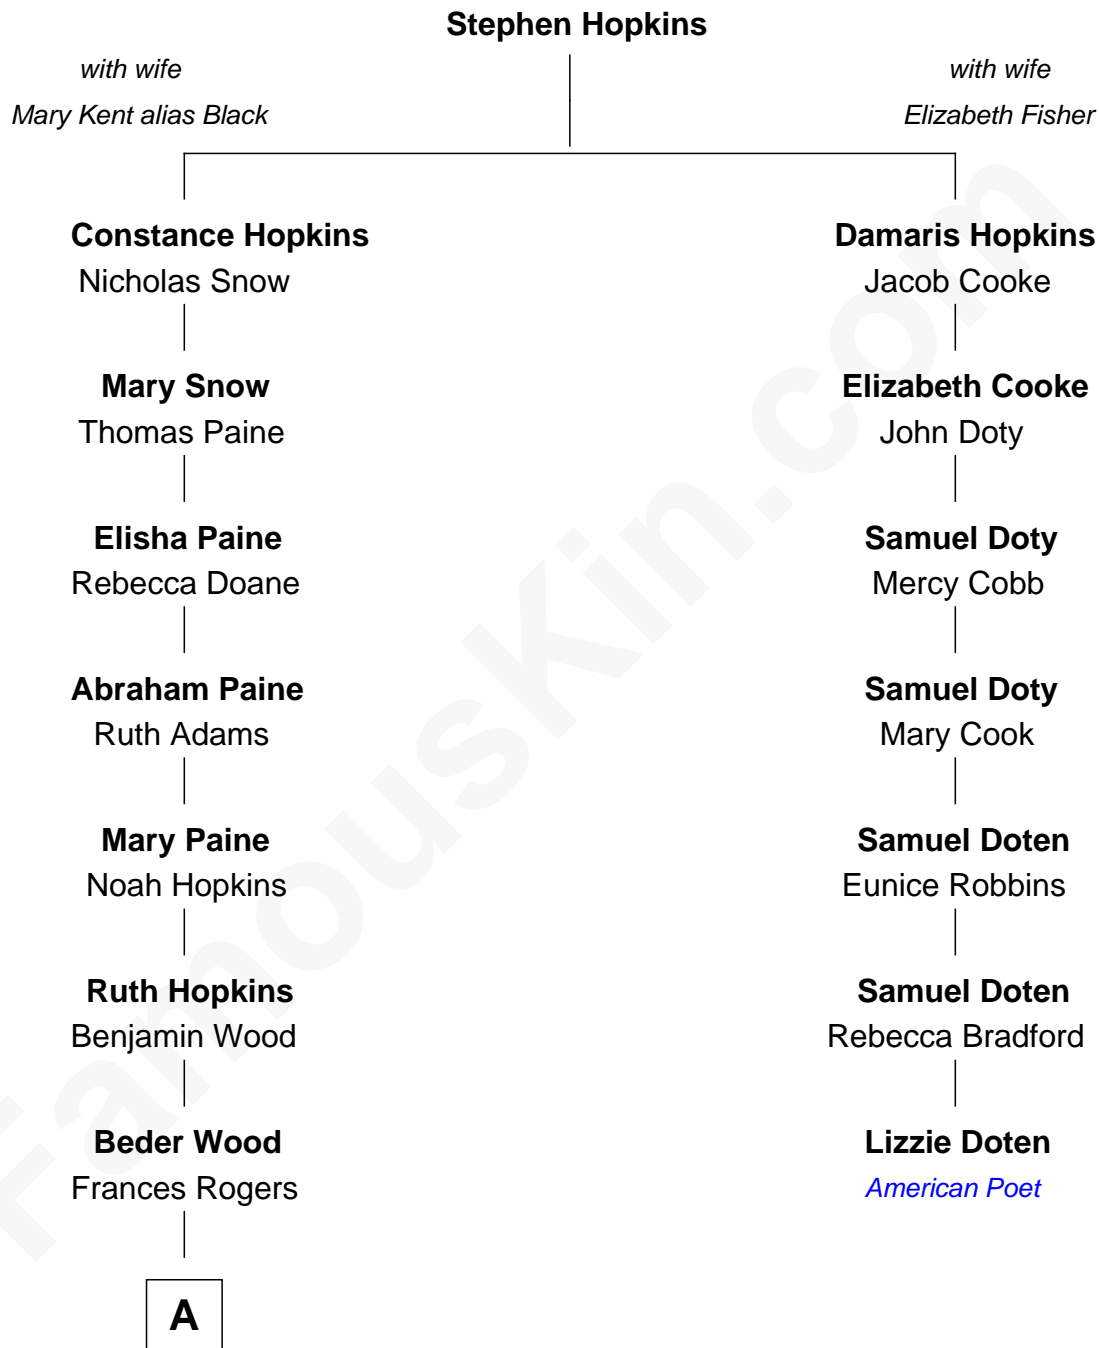 Stephen Hopkins
with wife
Mary Kent alias Black
with wife
Elizabeth Fisher
Constance Hopkins
Nicholas Snow
Damaris Hopkins
Jacob Cooke
Mary Snow
Thomas Paine
Elizabeth Cooke
John Doty
Elisha Paine
Rebecca Doane
Samuel Doty
Mercy Cobb
Abraham Paine
Ruth Adams
Samuel Doty
Mary Cook
Mary Paine
Noah Hopkins
Samuel Doten
Eunice Robbins
Ruth Hopkins
Benjamin Wood
Samuel Doten
Rebecca Bradford
Beder Wood
Frances Rogers
Lizzie Doten
American Poet
A
FamousKin.com